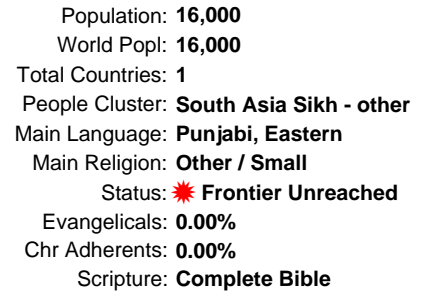 Population: 16,000
World Popl: 16,000
Total Countries: 1
People Cluster: South Asia Sikh - other
Main Language: Punjabi, Eastern
Main Religion: Other / Small
Status: Frontier Unreached
Evangelicals: 0.00%
Chr Adherents: 0.00%
Scripture: Complete Bible